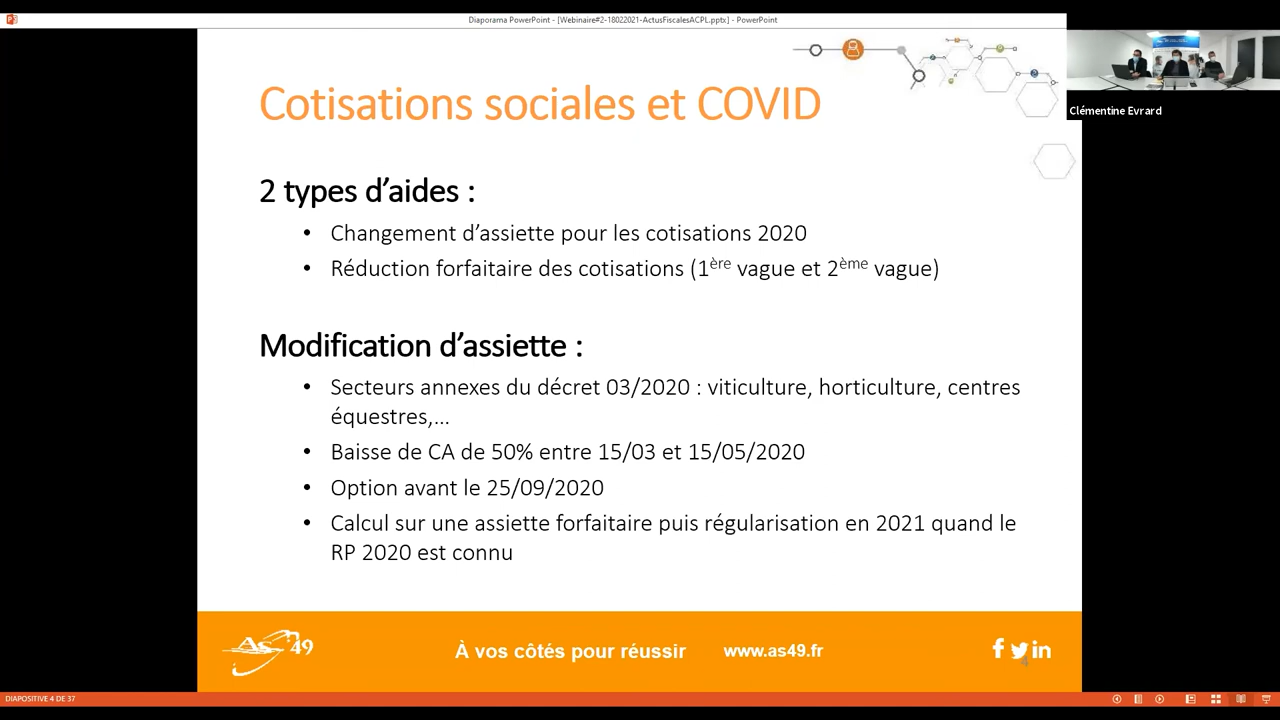 Diaporama PowerPoint - [Webinaire#2-18022021-ActusFiscalesACPL.pptx] - PowerPoint
Clémentine Evrard
Cotisations sociales et COVID
2 types d’aides :
• Changement d’assiette pour les cotisations 2020
• Réduction forfaitaire des cotisations (1ère vague et 2ème vague)
Modification d’assiette :
• Secteurs annexes du décret 03/2020 : viticulture, horticulture, centres
équestres,…
• Baisse de CA de 50% entre 15/03 et 15/05/2020
• Option avant le 25/09/2020
• Calcul sur une assiette forfaitaire puis régularisation en 2021 quand le
RP 2020 est connu
As 49
À vos côtés pour réussir
www.as49.fr
4
DIAPOSITIVE 4 DE 37